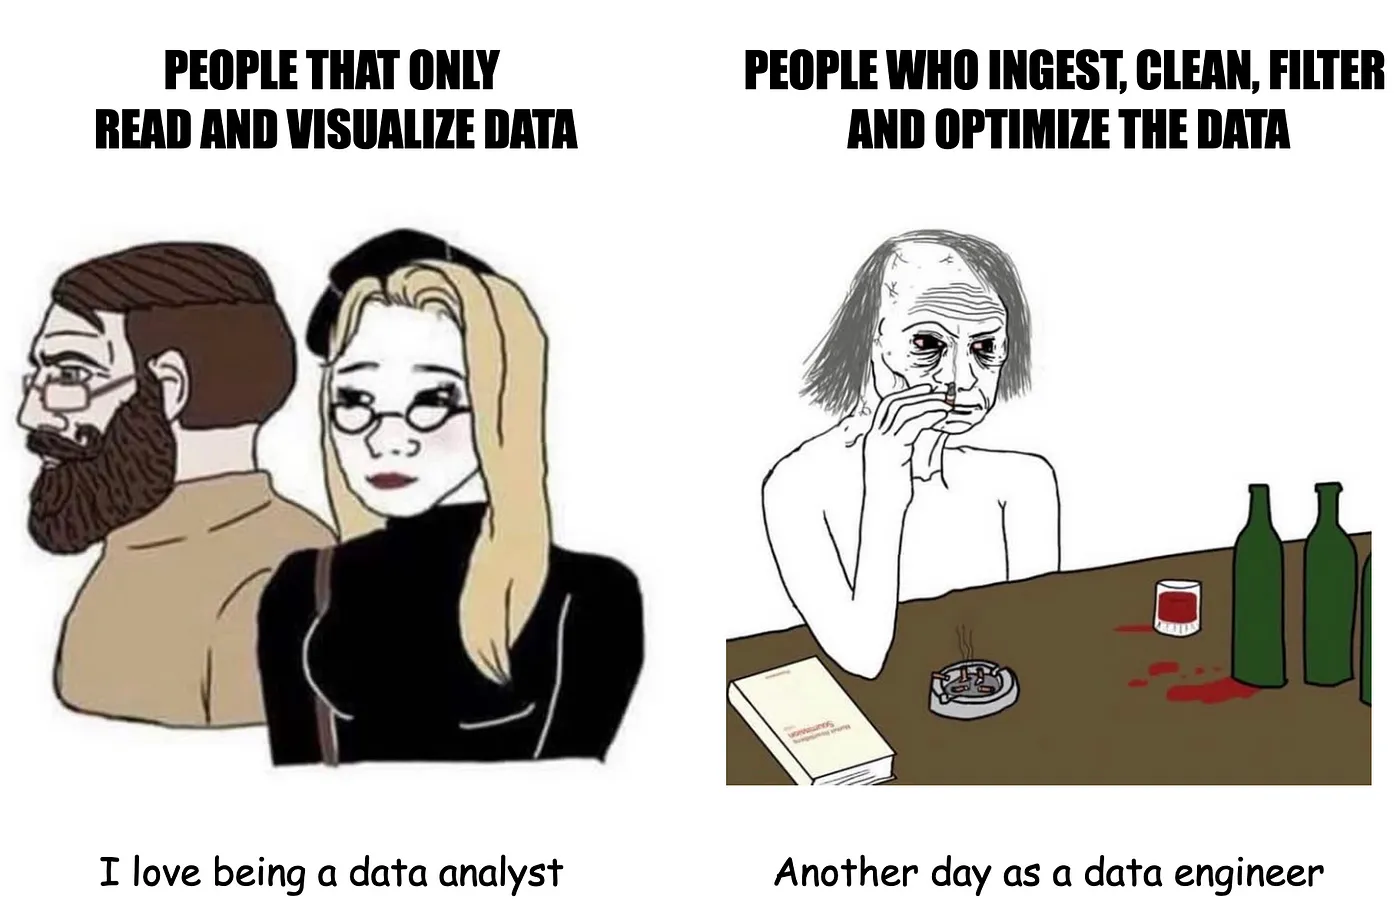 PEOPLE THAT ONLY
READ AND VISUALIZE DATA
PEOPLE WHO INGEST, CLEAN, FILTER
AND OPTIMIZE THE DATA
Soumission
I love being a data analyst
Another day as a data engineer